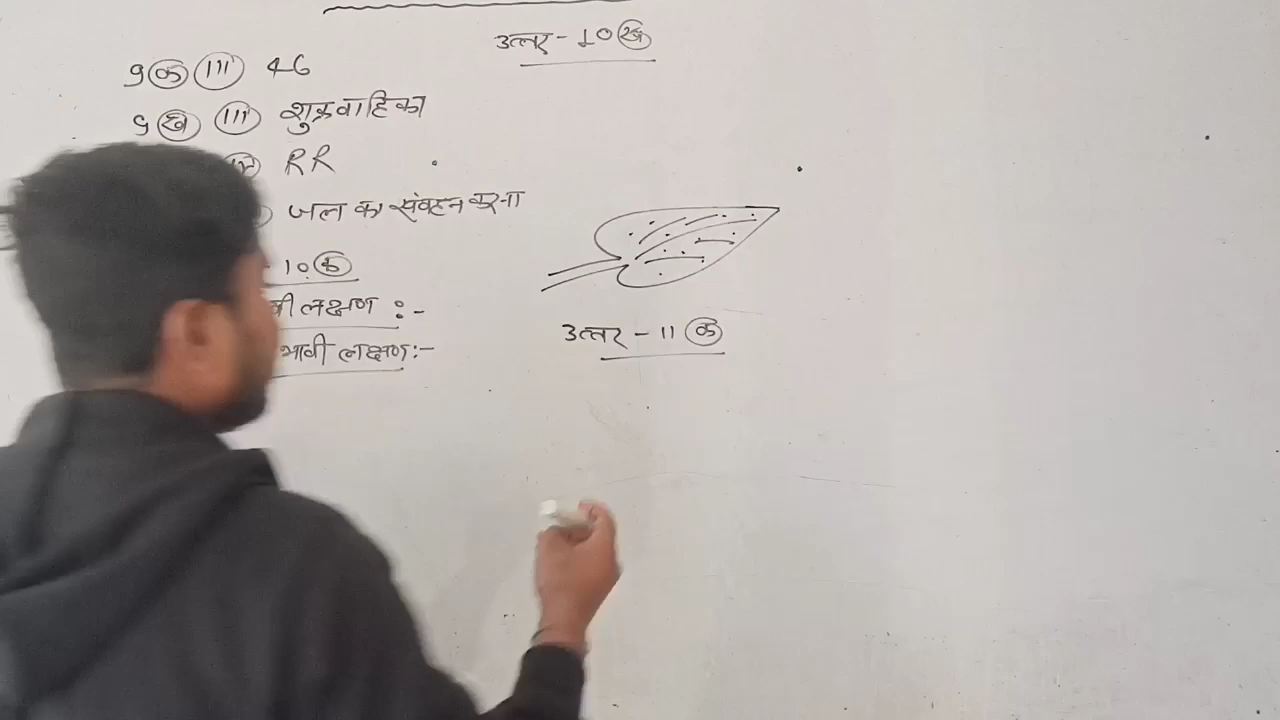 9 क III 46
9 ख III शुक्रवाहिका
RR
जल का संवहन करना
10 क
लक्षण :-
लक्षण :-
उत्तर - 10 ख
उत्तर - 11 क